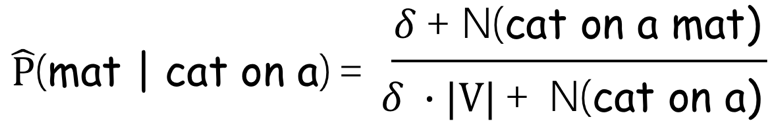 P̂(mat | cat on a) = 
δ + N(cat on a mat)
δ · |V| + N(cat on a)